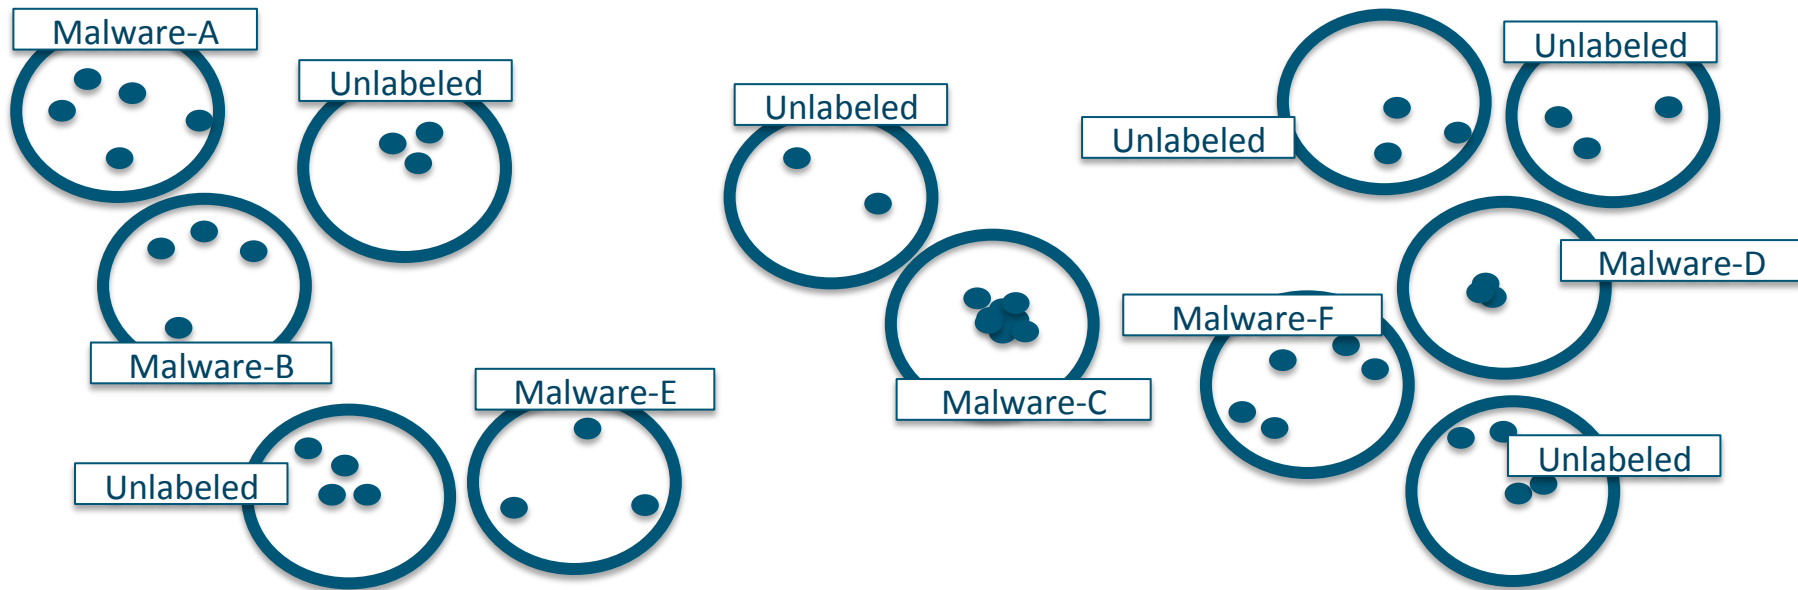 Malware-A
Unlabeled
Unlabeled
Unlabeled
Unlabeled
Malware-D
Malware-F
Malware-B
Malware-E
Malware-C
Unlabeled
Unlabeled